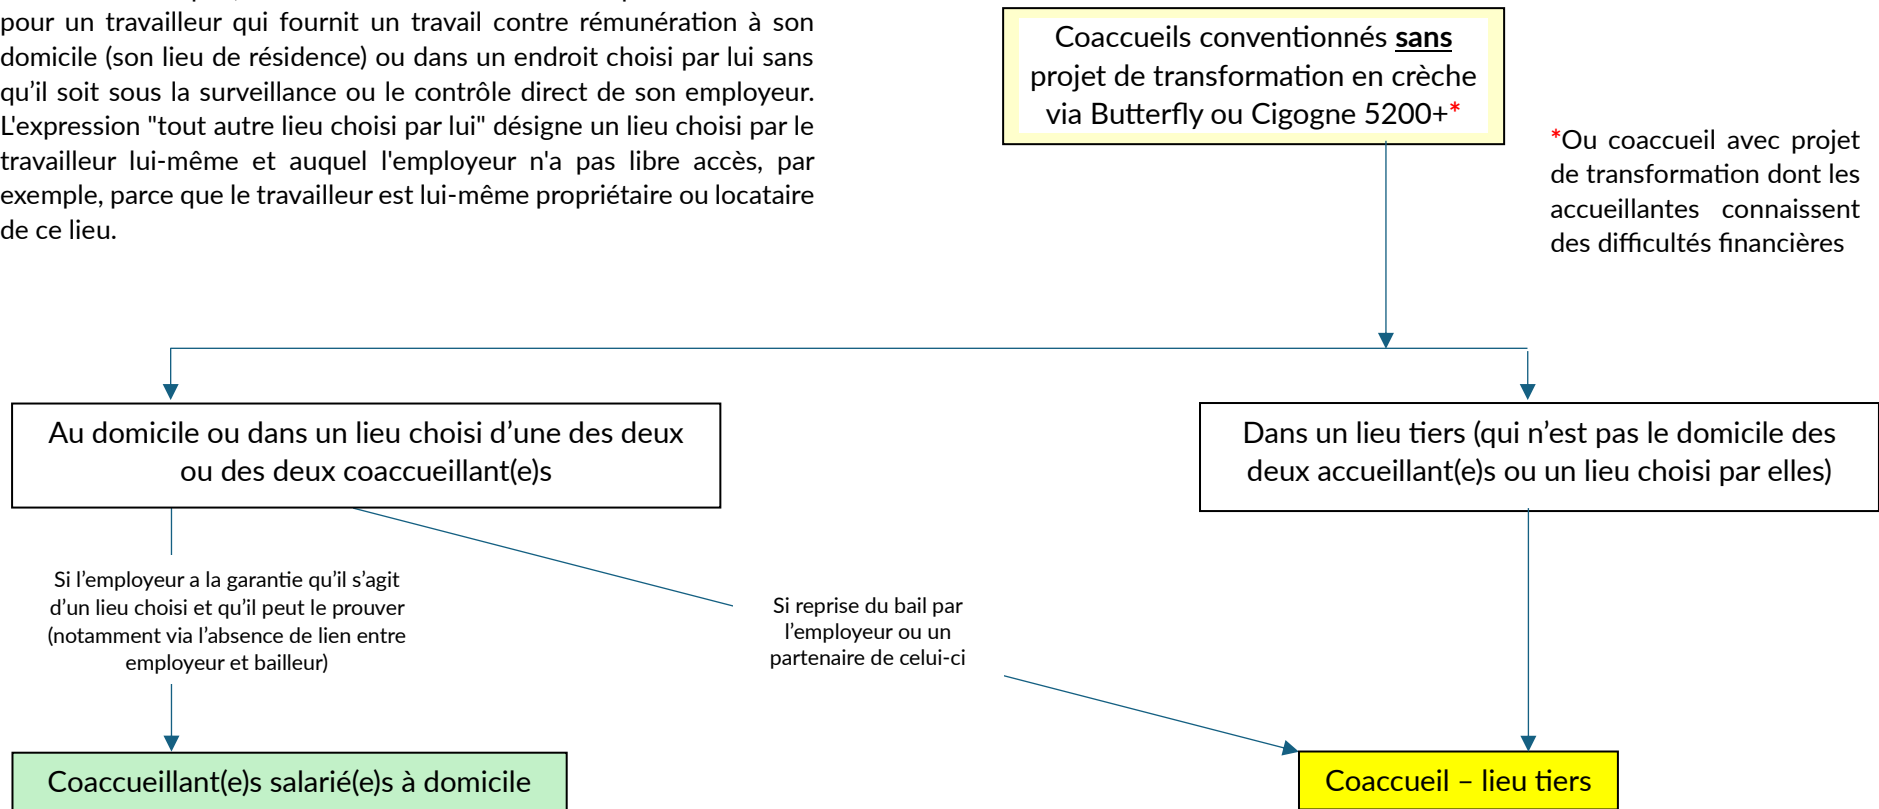 pour un travailleur qui fournit un travail contre rémunération à son
domicile (son lieu de résidence) ou dans un endroit choisi par lui sans
qu’il soit sous la surveillance ou le contrôle direct de son employeur.
L'expression "tout autre lieu choisi par lui" désigne un lieu choisi par le
travailleur lui-même et auquel l'employeur n'a pas libre accès, par
exemple, parce que le travailleur est lui-même propriétaire ou locataire
de ce lieu.
Coaccueils conventionnés sans
projet de transformation en crèche
via Butterfly ou Cigogne 5200+*
*Ou coaccueil avec projet
de transformation dont les
accueillantes connaissent
des difficultés financières
Au domicile ou dans un lieu choisi d’une des deux
ou des deux coaccueillant(e)s
Dans un lieu tiers (qui n’est pas le domicile des
deux accueillant(e)s ou un lieu choisi par elles)
Si l’employeur a la garantie qu’il s’agit
d’un lieu choisi et qu’il peut le prouver
(notamment via l’absence de lien entre
employeur et bailleur)
Si reprise du bail par
l’employeur ou un
partenaire de celui-ci
Coaccueillant(e)s salarié(e)s à domicile
Coaccueil – lieu tiers